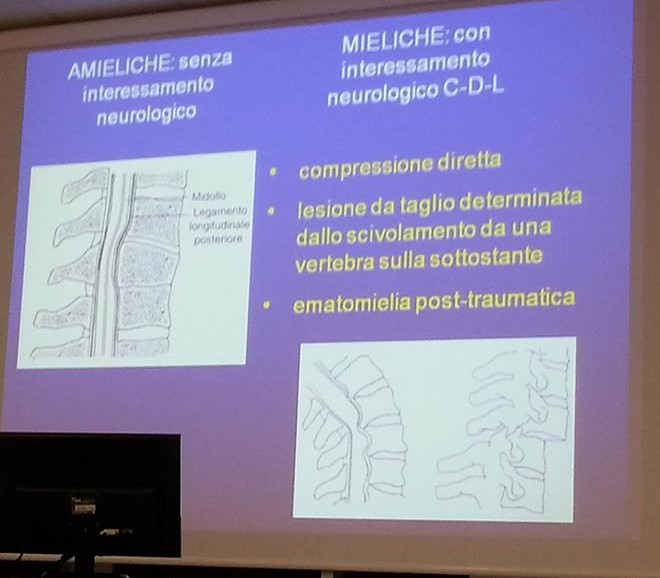 AMIELICHE: senza
interessamento
neurologico
MIELICHE: con
interessamento
neurologico C-D-L
Midollo
Legamento
longitudinale
posteriore
• compressione diretta
• lesione da taglio determinata
dallo scivolamento da una
vertebra sulla sottostante
• ematomielia post-traumatica